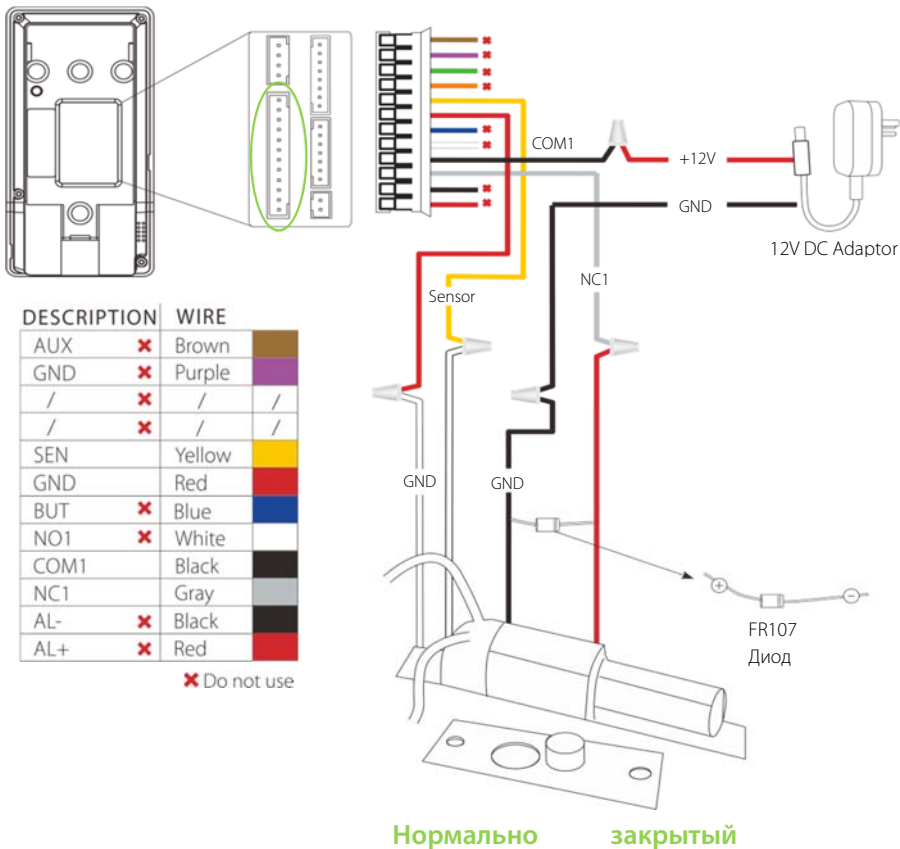 COM1
+12V
GND
12V DC Adaptor
NC1
Sensor
DESCRIPTION WIRE
AUX ✖ Brown
GND ✖ Purple
/ ✖ / /
/ ✖ / /
SEN Yellow
GND Red
BUT ✖ Blue
NO1 ✖ White
COM1 Black
NC1 Gray
AL- ✖ Black
AL+ ✖ Red
✖ Do not use
GND
GND
+
−
FR107
Диод
Нормально закрытый